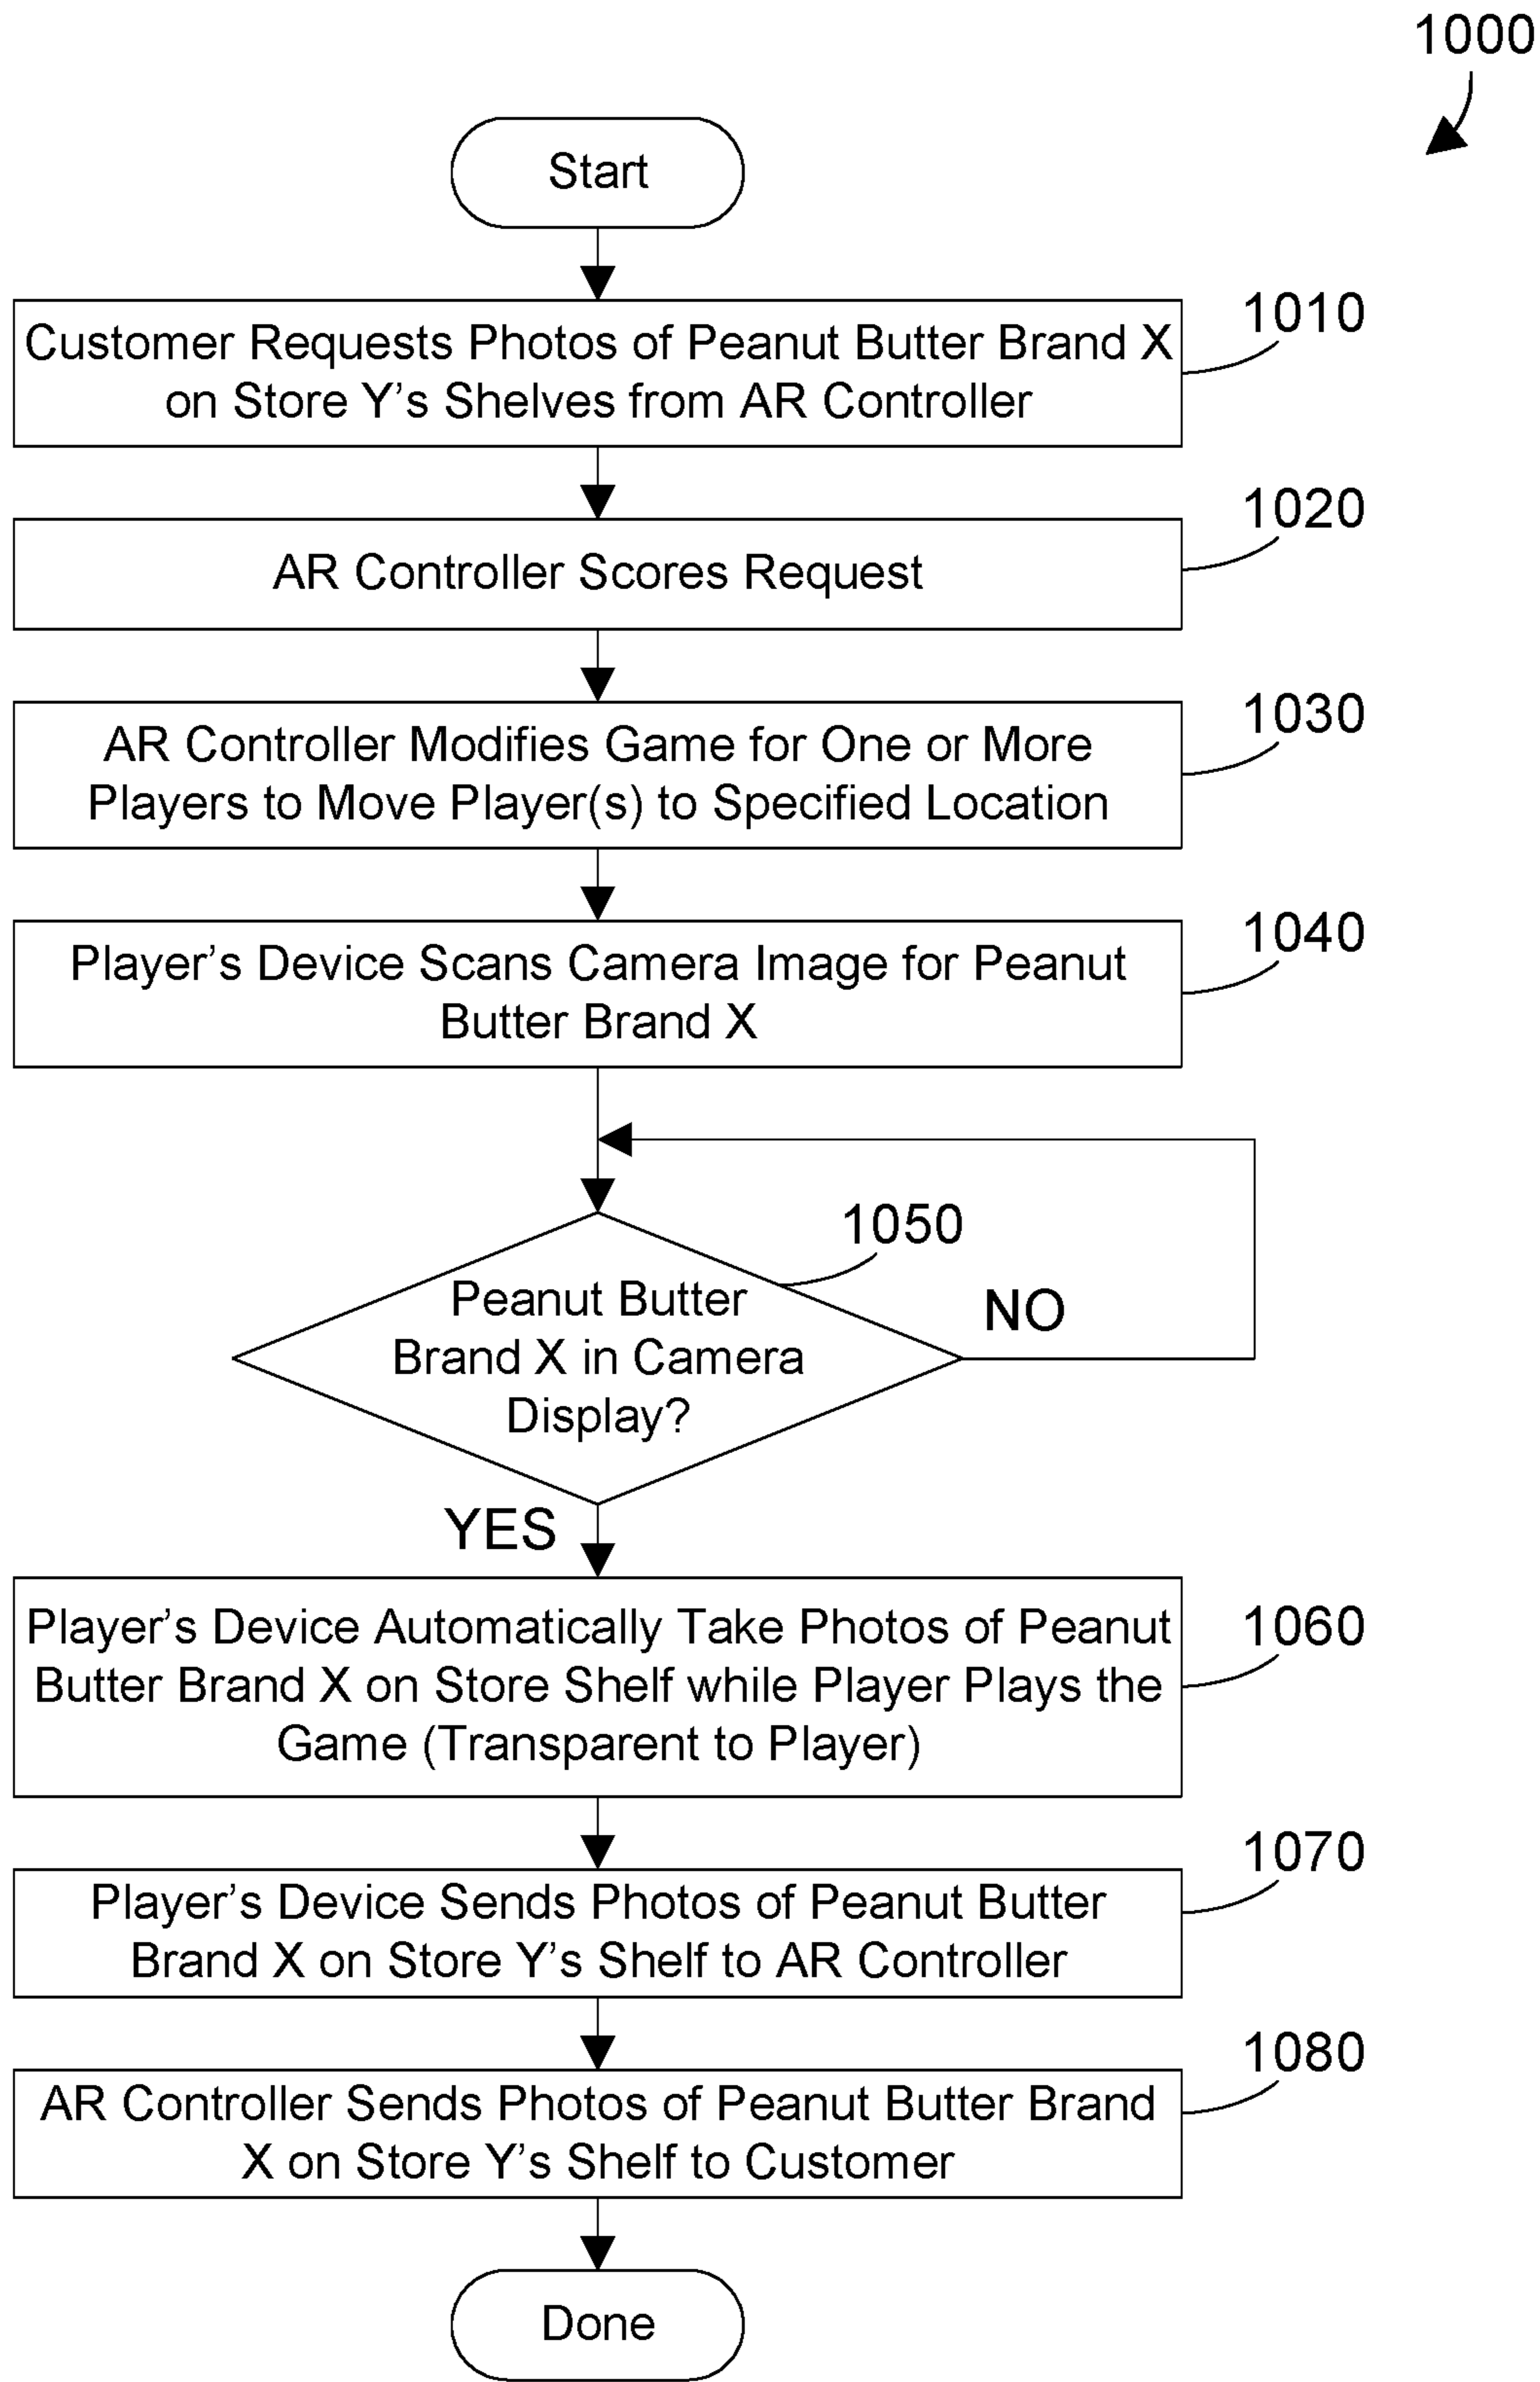 1000
Start
Customer Requests Photos of Peanut Butter Brand X
on Store Y’s Shelves from AR Controller
1010
AR Controller Scores Request
1020
AR Controller Modifies Game for One or More
Players to Move Player(s) to Specified Location
1030
Player’s Device Scans Camera Image for Peanut
Butter Brand X
1040
Peanut Butter
Brand X in Camera
Display?
1050
NO
YES
Player’s Device Automatically Take Photos of Peanut
Butter Brand X on Store Shelf while Player Plays the
Game (Transparent to Player)
1060
Player’s Device Sends Photos of Peanut Butter
Brand X on Store Y’s Shelf to AR Controller
1070
AR Controller Sends Photos of Peanut Butter Brand
X on Store Y’s Shelf to Customer
1080
Done